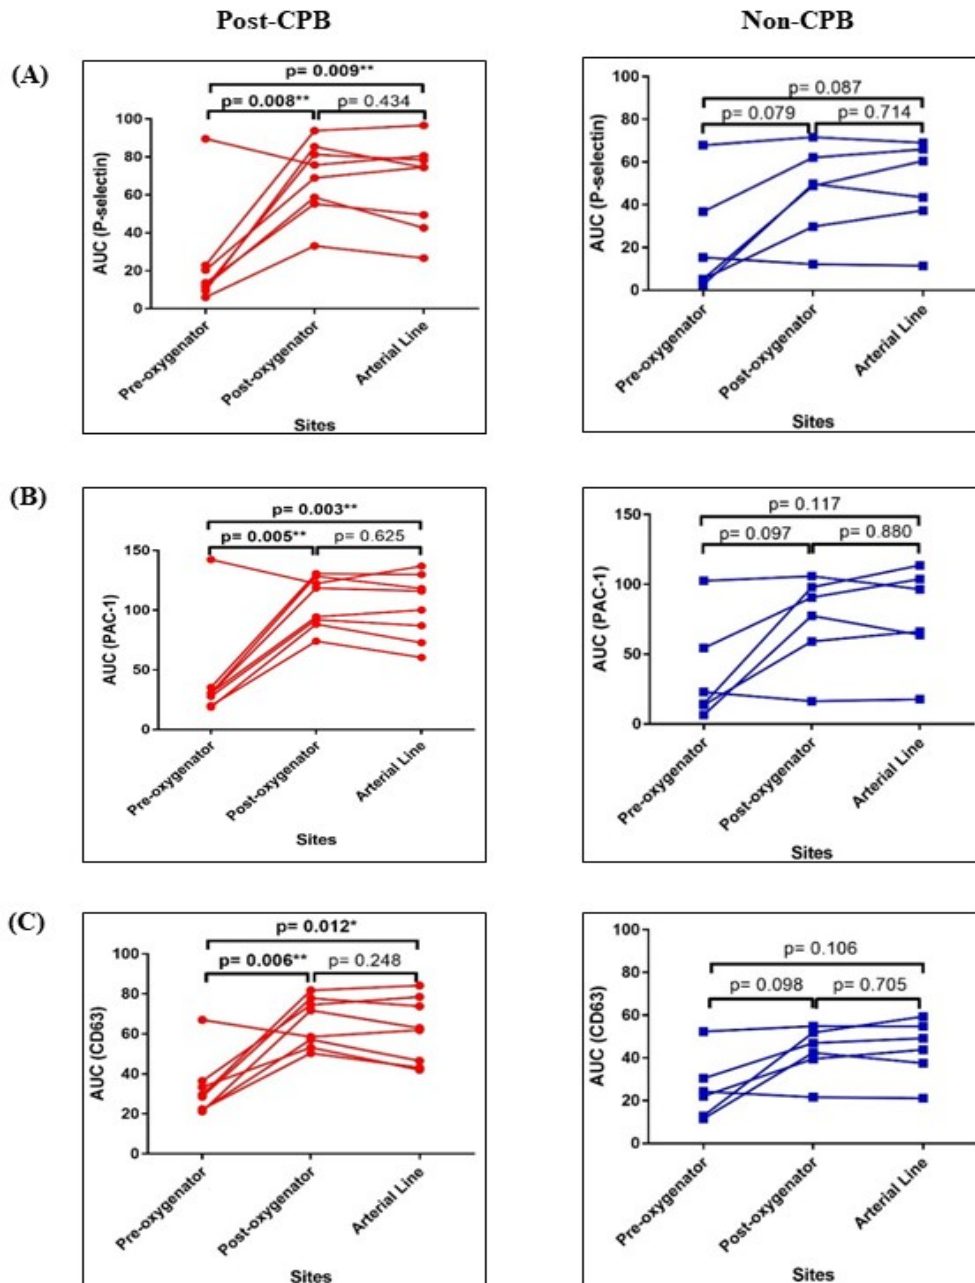 Post-CPB
Non-CPB
(A)
p= 0.009**
p= 0.008**
p= 0.434
100
80
60
40
20
0
AUC (P-selectin)
Pre-oxygenator
Post-oxygenator
Arterial Line
Sites
p= 0.087
p= 0.079
p= 0.714
100
80
60
40
20
0
AUC (P-selectin)
Pre-oxygenator
Post-oxygenator
Arterial Line
Sites
(B)
p= 0.003**
p= 0.005**
p= 0.625
150
100
50
0
AUC (PAC-1)
Pre-oxygenator
Post-oxygenator
Arterial Line
Sites
p= 0.117
p= 0.097
p= 0.880
150
100
50
0
AUC (PAC-1)
Pre-oxygenator
Post-oxygenator
Arterial Line
Sites
(C)
p= 0.012*
p= 0.006**
p= 0.248
100
80
60
40
20
0
AUC (CD63)
Pre-oxygenator
Post-oxygenator
Arterial Line
Sites
p= 0.106
p= 0.098
p= 0.705
100
80
60
40
20
0
AUC (CD63)
Pre-oxygenator
Post-oxygenator
Arterial Line
Sites